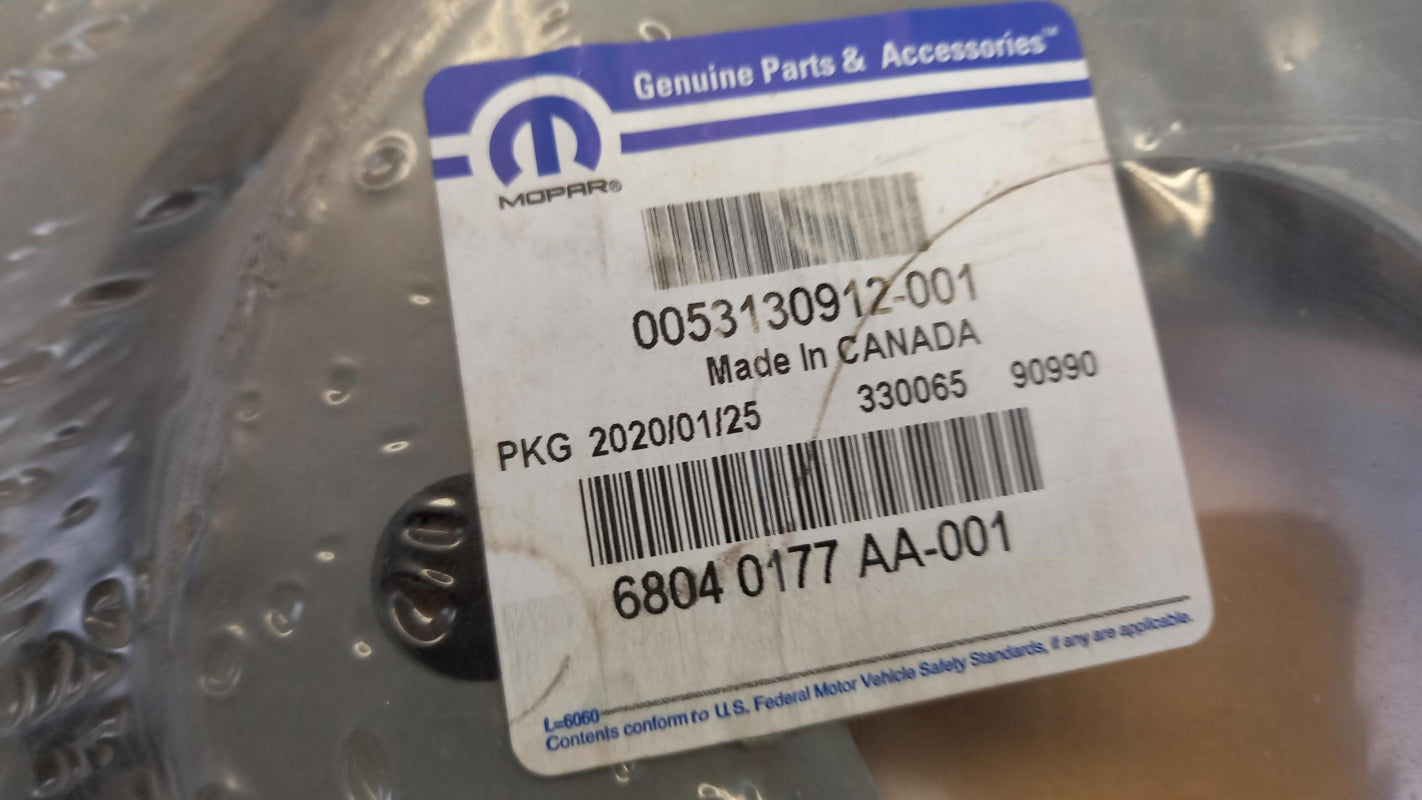 Genuine Parts & Accessories™
MOPAR®
0053130912-001
Made In CANADA
PKG 2020/01/25 330065 90990
6804 0177 AA-001
L=6060
Contents conform to U.S. Federal Motor Vehicle Safety Standards, if any are applicable.